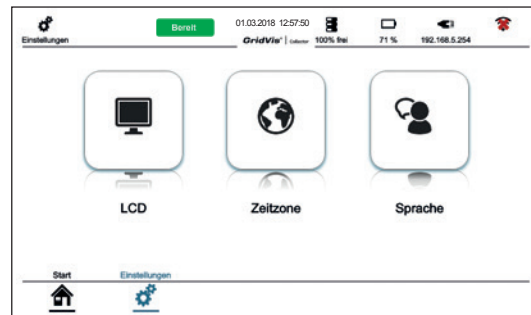 Einstellungen
Bereit
01.03.2018 12:57:50
GridVis® | Collector
100% frei
71 %
192.168.5.254
LCD
Zeitzone
Sprache
Start
Einstellungen